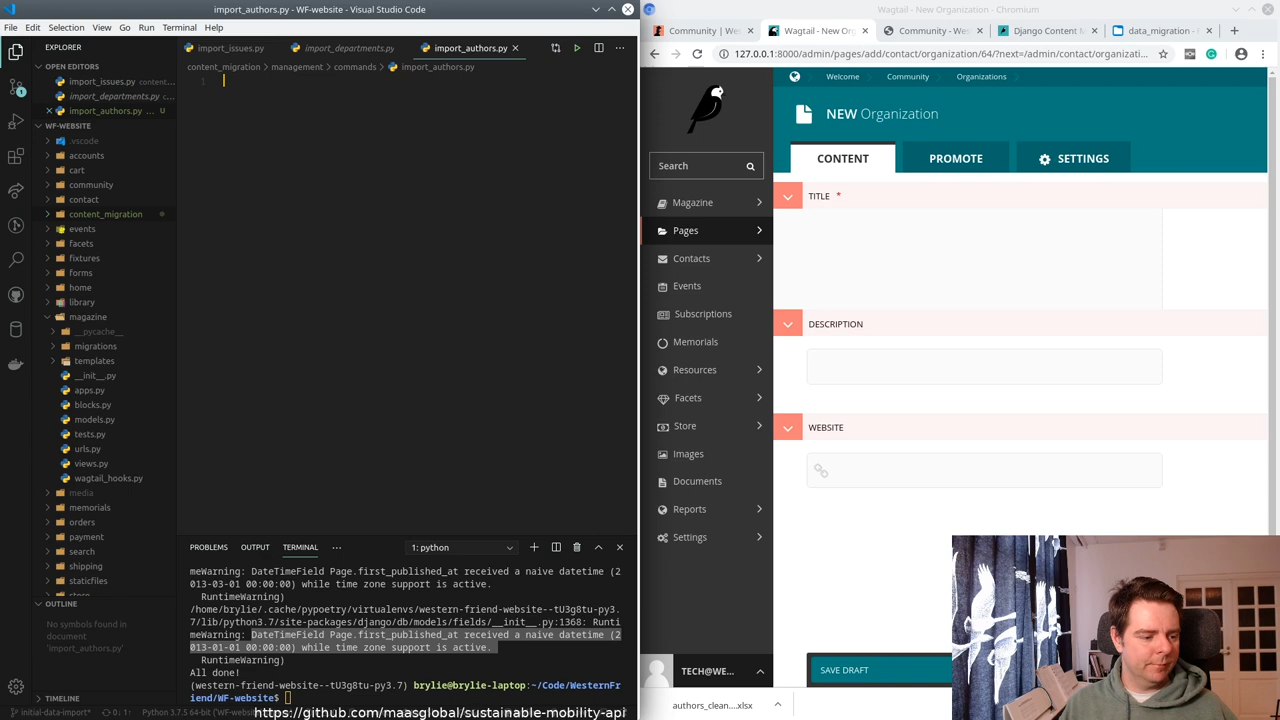 import_authors.py - WF-website - Visual Studio Code
File Edit Selection View Go Run Terminal
EXPLORER
OPEN EDITORS
import_issues.py content...
import_departments.py c...
import_authors.py ... U
WF-WEBSITE
.vscode
accounts
cart
community
contact
content_migration
events
facets
fixtures
forms
home
library
magazine
__pycache__
migrations
templates
__init__.py
apps.py
blocks.py
models.py
tests.py
urls.py
views.py
wagtail_hooks.py
media
memorials
orders
payment
search
shipping
staticfiles
OUTLINE
No symbols found in
document
'import_authors.py'
TIMELINE
import_issues.py import_departments.py import_authors.py
content_migration management commands import_authors.py
1
PROBLEMS OUTPUT TERMINAL ... 1: python
meWarning: DateTimeField Page.first_published_at received a naive datetime (2
013-03-01 00:00:00) while time zone support is active.
RuntimeWarning)
/home/brylie/.cache/pypoetry/virtualenvs/western-friend-website--tU3g8tu-py3.
7/lib/python3.7/site-packages/django/db/models/fields/__init__.py:1368: Runti
meWarning: DateTimeField Page.first_published_at received a naive datetime (2
013-01-01 00:00:00) while time zone support is active.
RuntimeWarning)
All done!
(western-friend-website--tU3g8tu-py3.7) brylie@brylie-laptop:~/Code/WesternFr
iend/WF-website$
initial-data-import* 0↓ 1↑ Python 3.7.5 64-bit ('WF-websi
https://github.com/maasglobal/sustainable-mobility-api
Wagtail - New Organization - Chromium
Community | Wes Wagtail - New Org Community - Wes Django Content M data_migration - F
127.0.0.1:8000/admin/pages/add/contact/organization/64/?next=/admin/contact/organizati...
Search
Magazine
Pages
Contacts
Events
Subscriptions
Memorials
Resources
Facets
Store
Images
Documents
Reports
Settings
TECH@WE...
Welcome Community Organizations
NEW Organization
CONTENT PROMOTE SETTINGS
TITLE *
DESCRIPTION
WEBSITE
SAVE DRAFT
authors_clean....xlsx